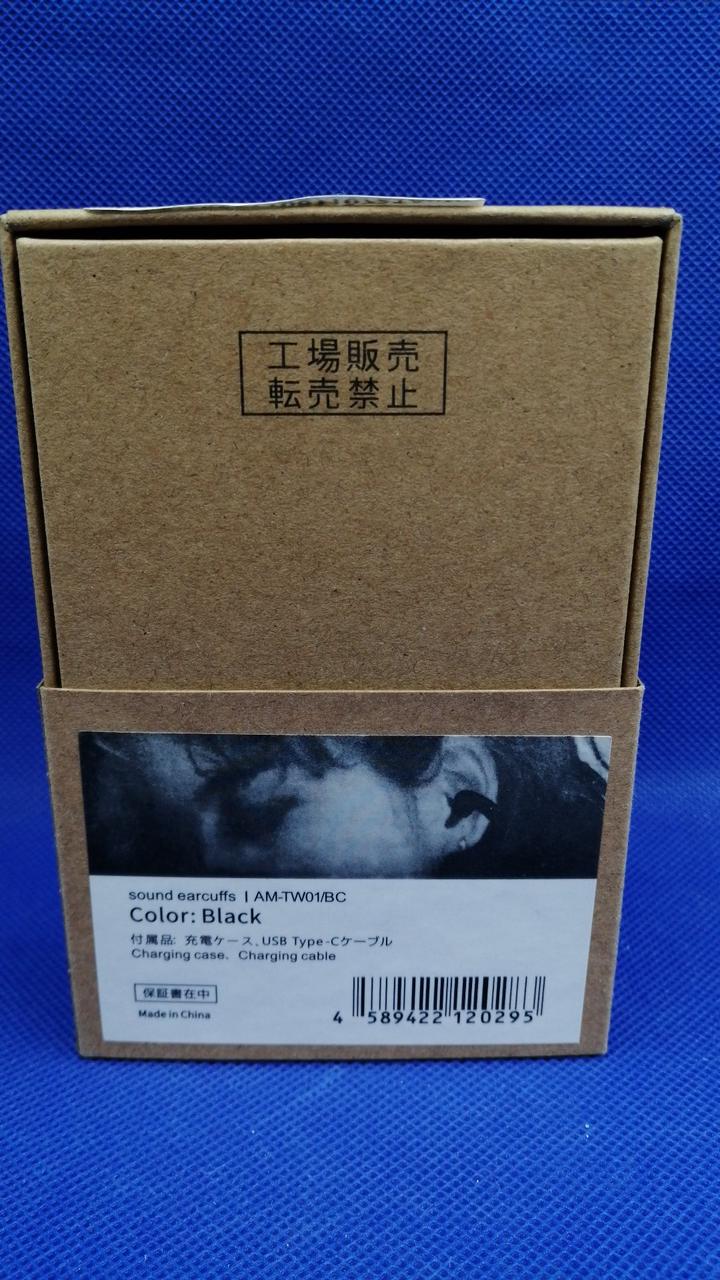 工場販売
転売禁止
sound earcuffs | AM-TW01/BC
Color: Black
付属品: 充電ケース、USB Type-Cケーブル
Charging case、Charging cable
保証書在中
Made in China
4 589422 120295